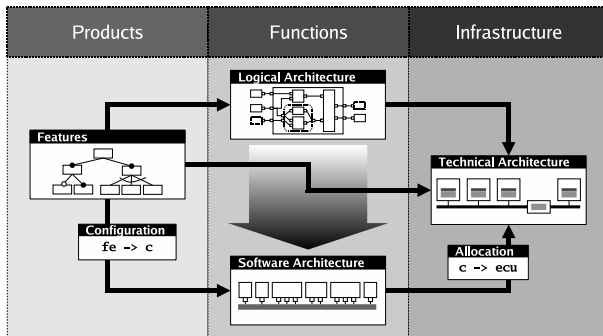 Products
Functions
Infrastructure
Logical Architecture
Features
Technical Architecture
Configuration
fe -> c
Software Architecture
Allocation
c -> ecu